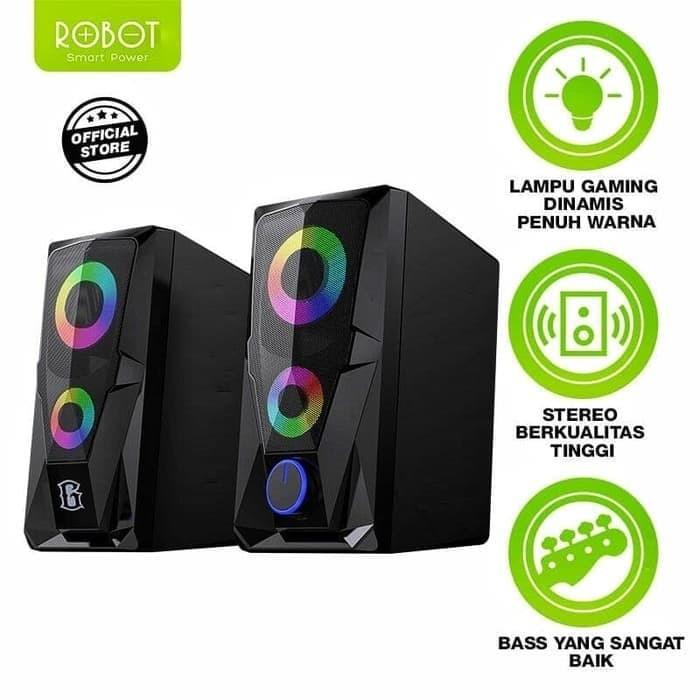 ROBOT
Smart Power
OFFICIAL
STORE
LAMPU GAMING
DINAMIS
PENUH WARNA
STEREO
BERKUALITAS
TINGGI
BASS YANG SANGAT
BAIK